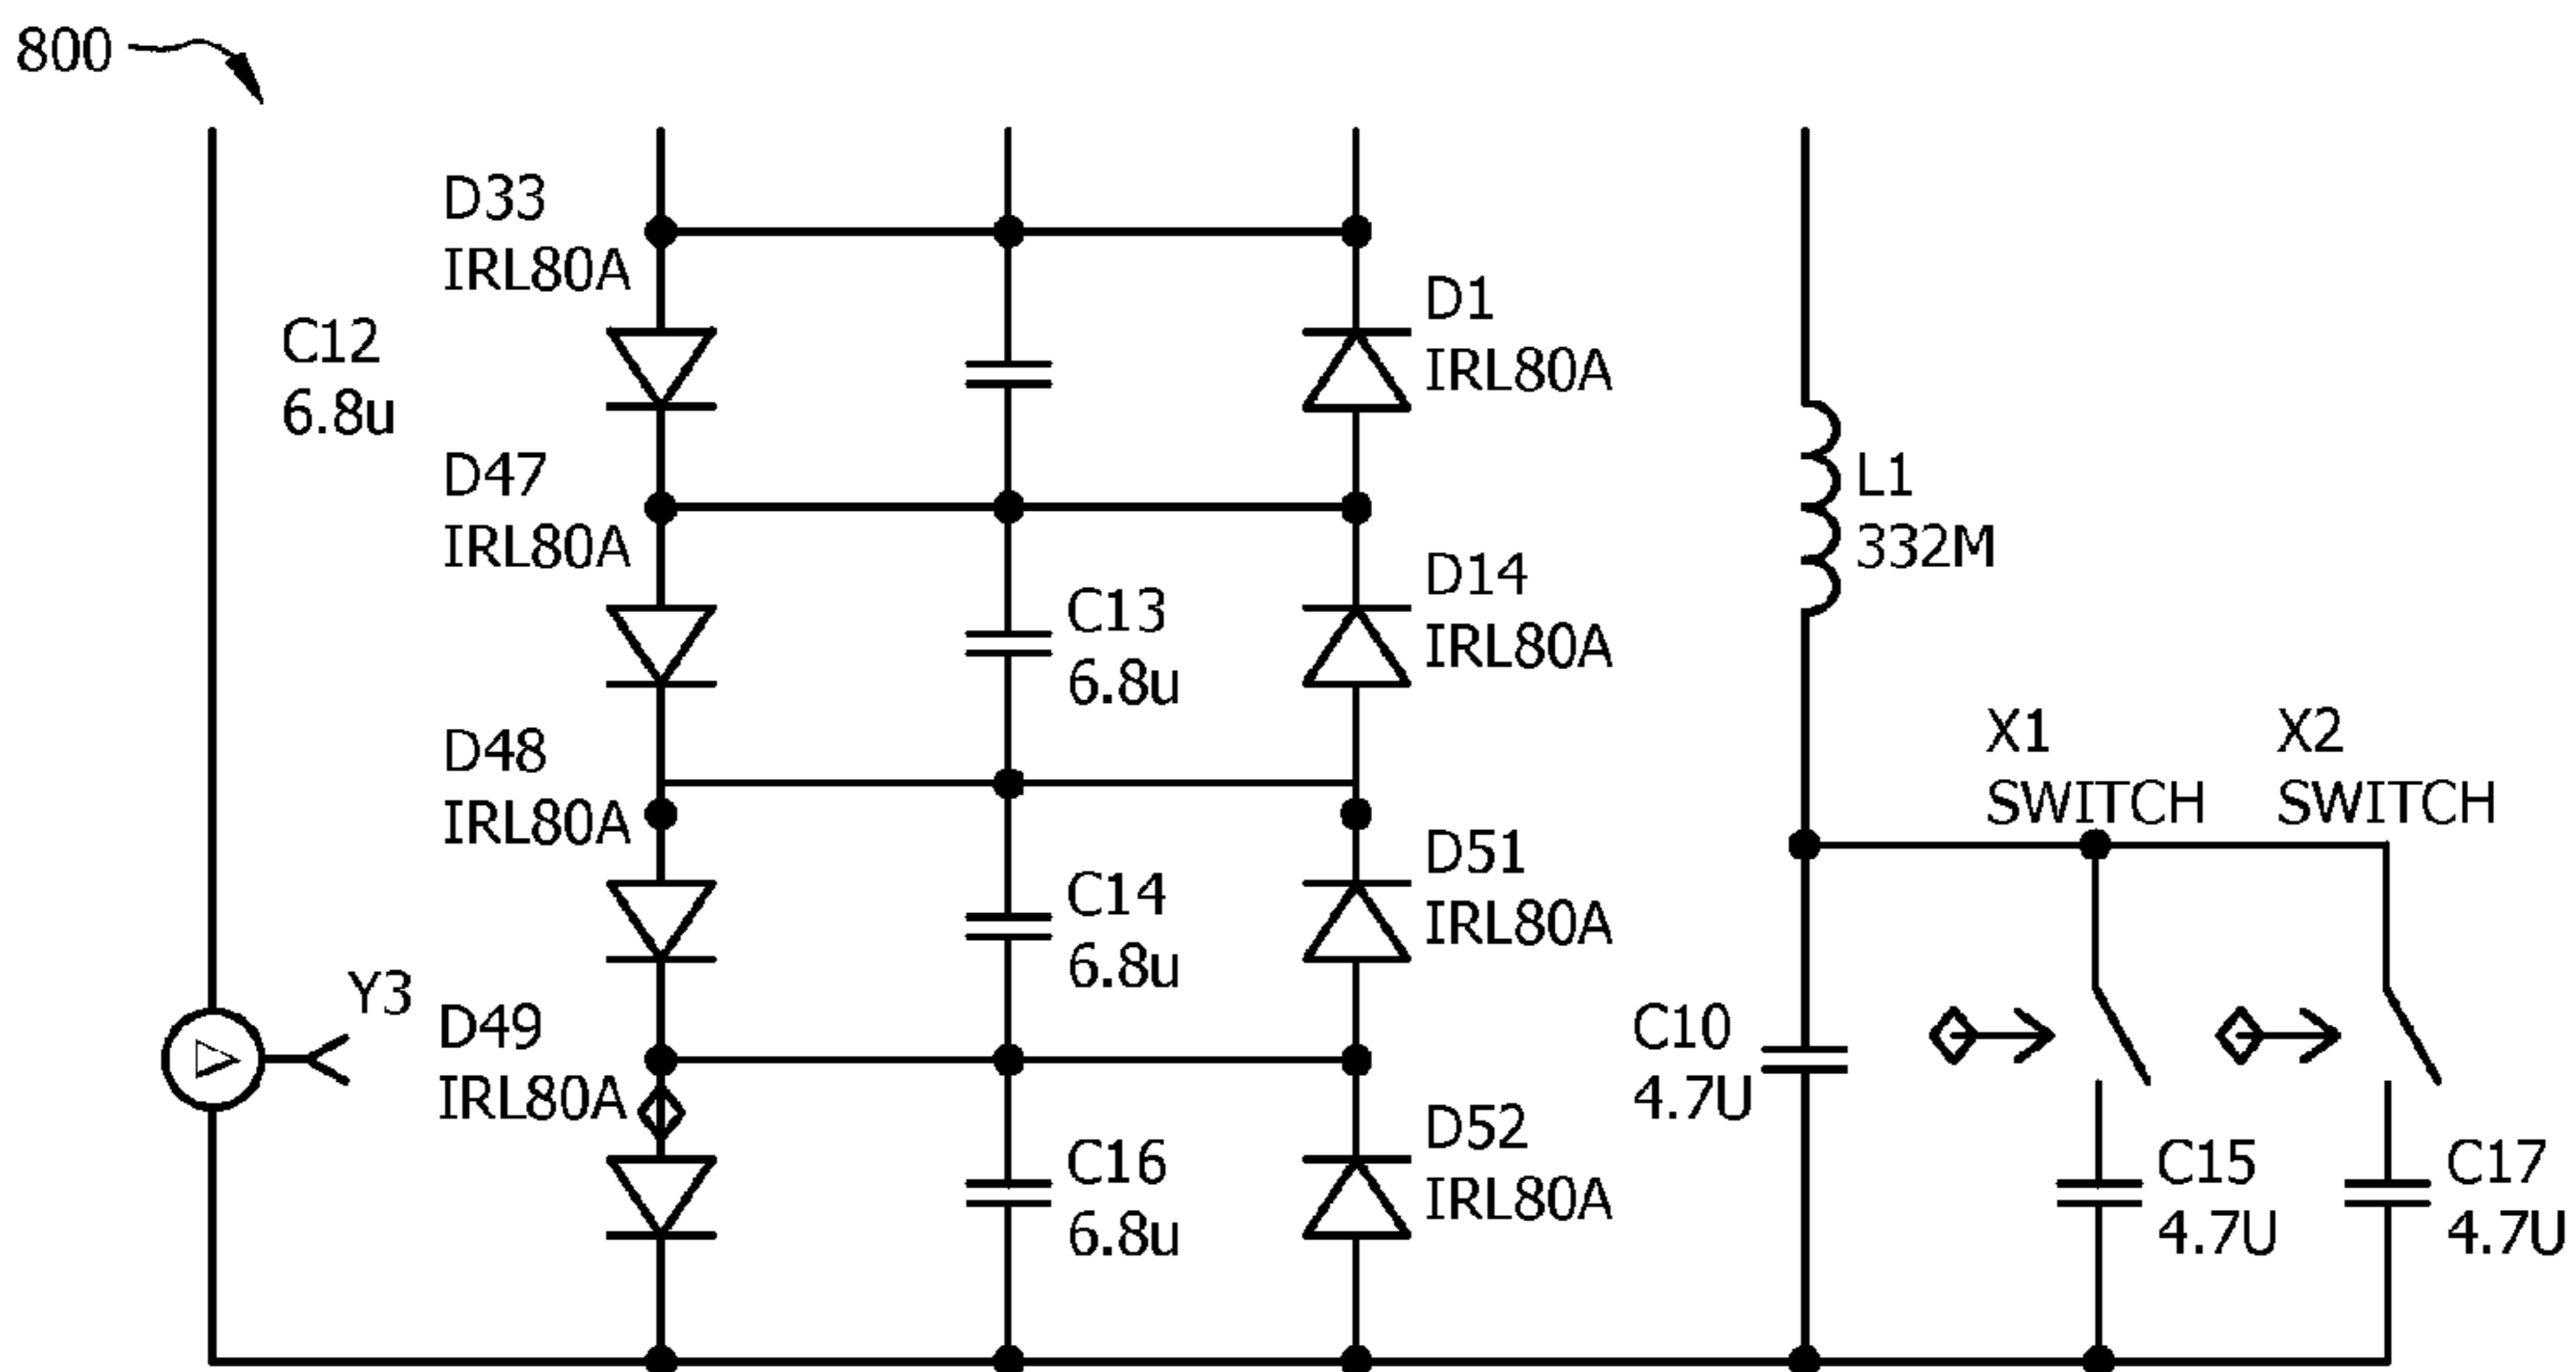 800
D33
IRL80A
C12
6.8u
D1
IRL80A
D47
IRL80A
L1
332M
C13
6.8u
D14
IRL80A
D48
IRL80A
X1
SWITCH
X2
SWITCH
C14
6.8u
D51
IRL80A
Y3
D49
IRL80A
C10
4.7U
C16
6.8u
D52
IRL80A
C15
4.7U
C17
4.7U